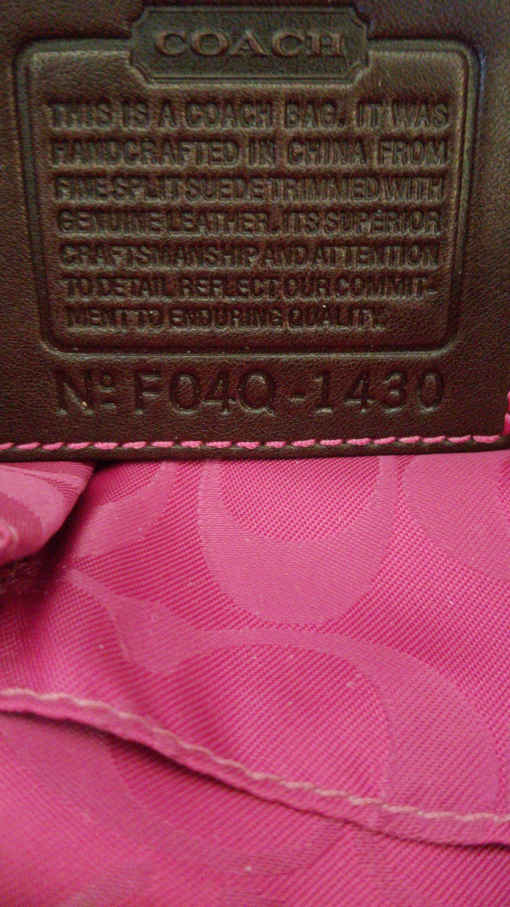 COACH
THIS IS A COACH BAG. IT WAS
HANDCRAFTED IN CHINA FROM
FINE SPLIT SUEDE TRIMMED WITH
GENUINE LEATHER. ITS SUPERIOR
CRAFTSMANSHIP AND ATTENTION
TO DETAIL REFLECT OUR COMMIT-
MENT TO ENDURING QUALITY.
Nº F04Q-1430